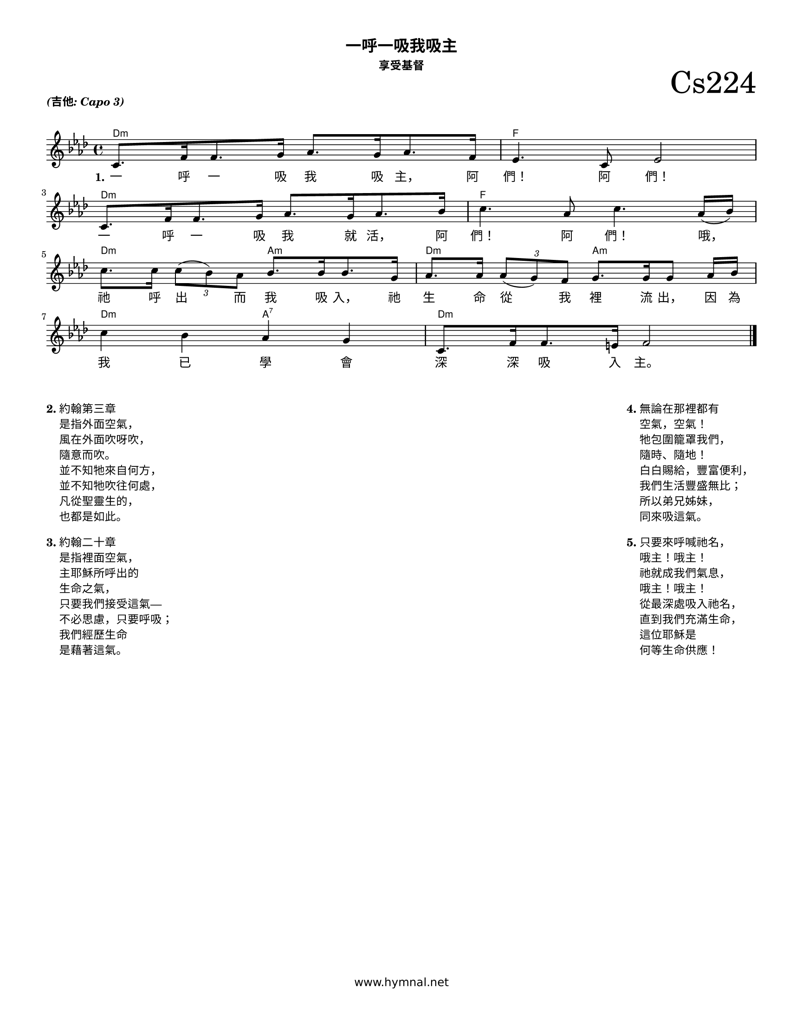 一呼一吸我吸主
享受基督
Cs224
(吉他: Capo 3)
Dm F
1. 一 呼 一 吸 我 吸 主， 阿 們！ 阿 們！
3 Dm F
一 呼 一 吸 我 就 活， 阿 們！ 阿 們！ 哦，
5 Dm 3 Am Dm 3 Am
祂 呼 出 而 我 吸 入， 祂 生 命 從 我 裡 流 出， 因 為
7 Dm A7 Dm
我 已 學 會 深 深 吸 入 主。
2. 約翰第三章
是指外面空氣，
風在外面吹呀吹，
隨意而吹。
並不知牠來自何方，
並不知牠吹往何處，
凡從聖靈生的，
也都是如此。
3. 約翰二十章
是指裡面空氣，
主耶穌所呼出的
生命之氣，
只要我們接受這氣—
不必思慮，只要呼吸；
我們經歷生命
是藉著這氣。
4. 無論在那裡都有
空氣，空氣！
牠包圍籠罩我們，
隨時、隨地！
白白賜給，豐富便利，
我們生活豐盛無比；
所以弟兄姊妹，
同來吸這氣。
5. 只要來呼喊祂名，
哦主！哦主！
祂就成我們氣息，
哦主！哦主！
從最深處吸入祂名，
直到我們充滿生命，
這位耶穌是
何等生命供應！
www.hymnal.net